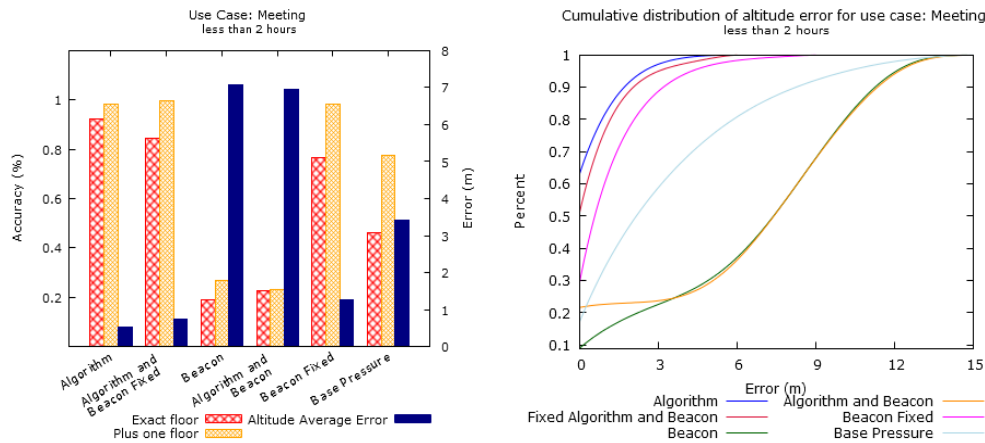 Use Case: Meeting
less than 2 hours
Accuracy (%)
1
0.8
0.6
0.4
0.2
Error (m)
8
7
6
5
4
3
2
1
0
Algorithm
Algorithm and
Beacon Fixed
Beacon
Algorithm and
Beacon
Beacon Fixed
Base Pressure
Exact floor
Altitude Average Error
Plus one floor
Cumulative distribution of altitude error for use case: Meeting
less than 2 hours
Percent
1
0.9
0.8
0.7
0.6
0.5
0.4
0.3
0.2
0.1
0
3
6
9
12
15
Error (m)
Algorithm
Algorithm and Beacon
Fixed Algorithm and Beacon
Beacon Fixed
Beacon
Base Pressure